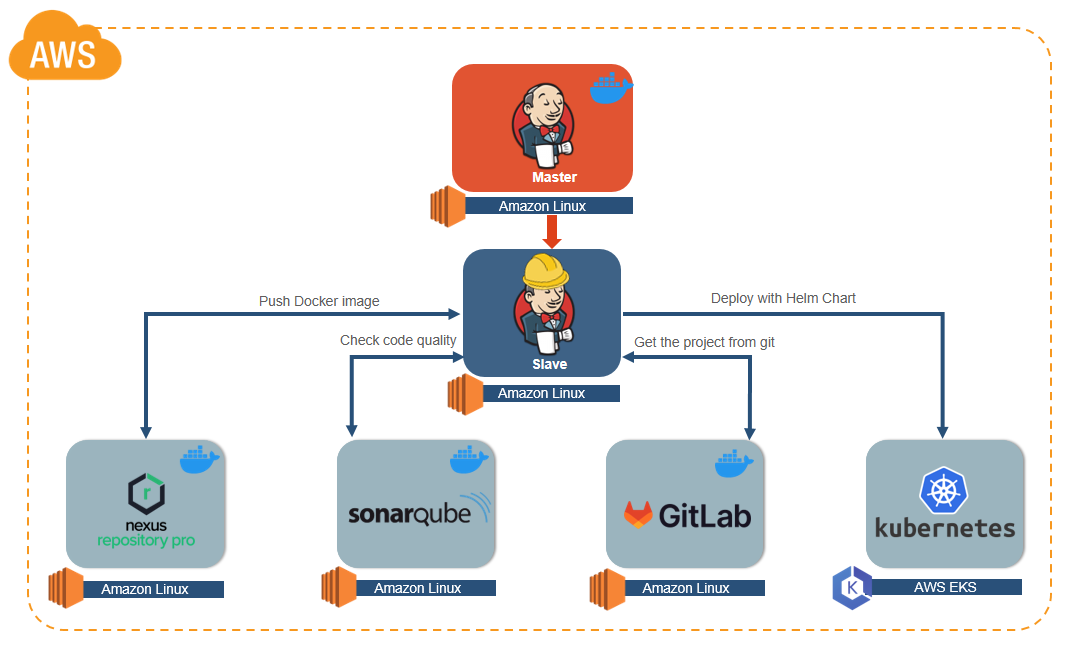 AWS
Master
Amazon Linux
Push Docker image
Deploy with Helm Chart
Check code quality
Get the project from git
Slave
Amazon Linux
r
nexus
repository pro
sonarqube
GitLab
kubernetes
Amazon Linux
Amazon Linux
Amazon Linux
K
AWS EKS